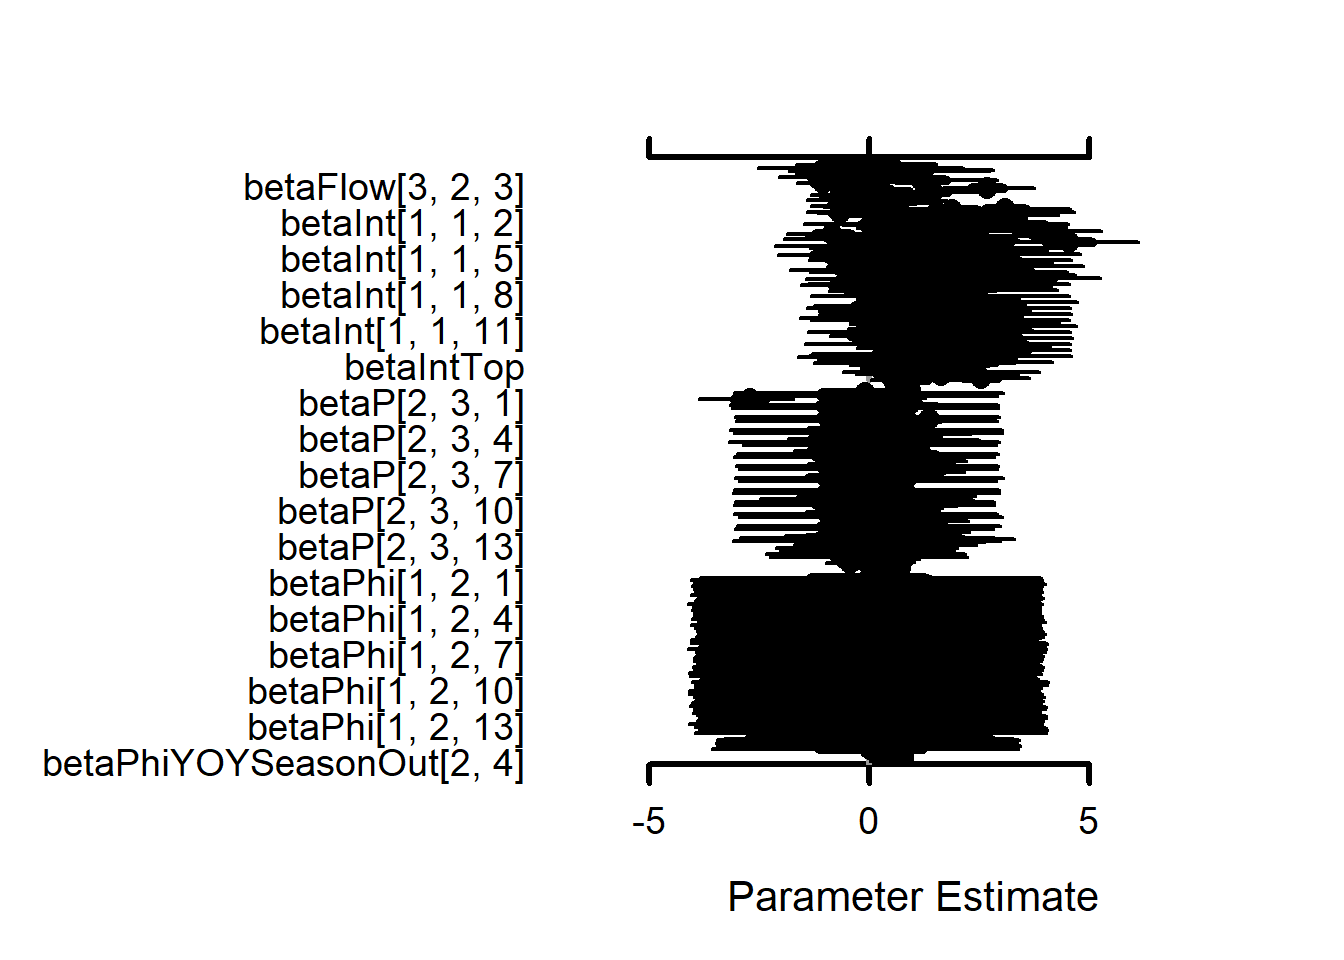 betaFlow[3, 2, 3]
betaInt[1, 1, 2]
betaInt[1, 1, 5]
betaInt[1, 1, 8]
betaInt[1, 1, 11]
betaIntTop
betaP[2, 3, 1]
betaP[2, 3, 4]
betaP[2, 3, 7]
betaP[2, 3, 10]
betaP[2, 3, 13]
betaPhi[1, 2, 1]
betaPhi[1, 2, 4]
betaPhi[1, 2, 7]
betaPhi[1, 2, 10]
betaPhi[1, 2, 13]
betaPhiYOYSeasonOut[2, 4]
-5 0 5
Parameter Estimate